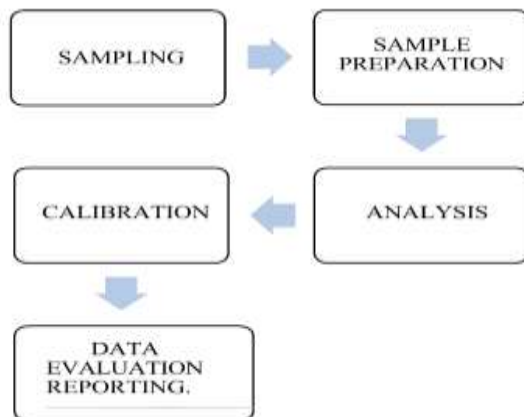 SAMPLING
SAMPLE
PREPARATION
ANALYSIS
CALIBRATION
DATA
EVALUATION
REPORTING.